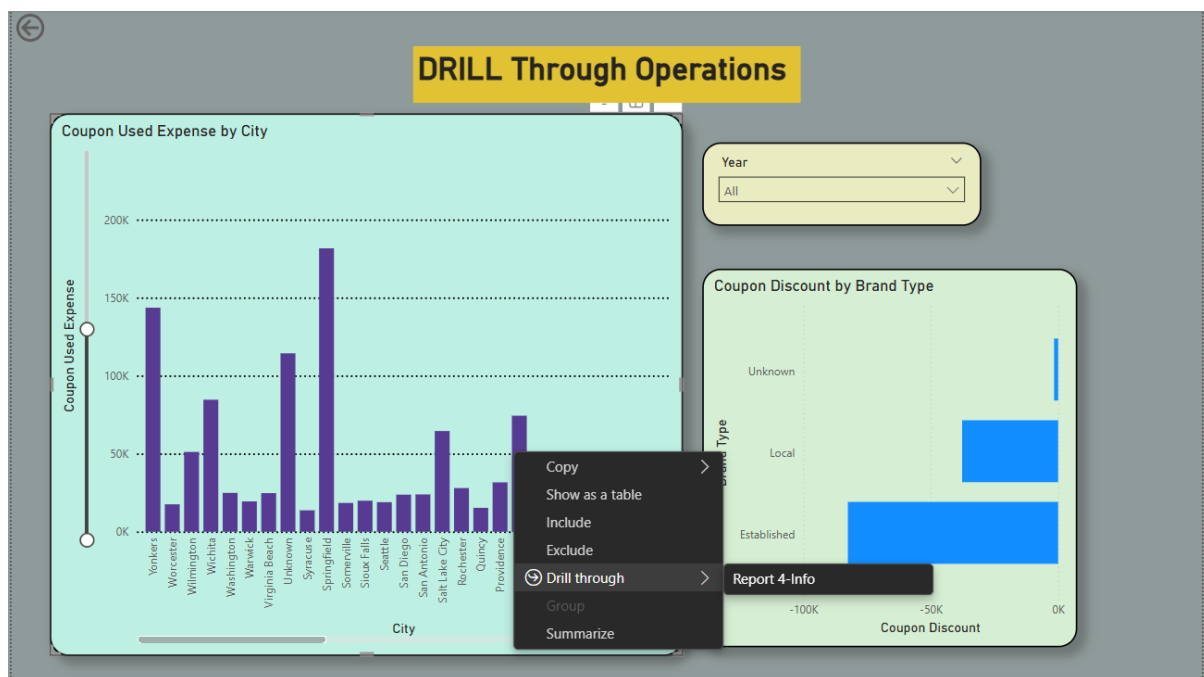 DRILL Through Operations
Coupon Used Expense by City
Coupon Used Expense
200K
150K
100K
50K
0K
Yonkers
Worcester
Wilmington
Wichita
Washington
Warwick
Virginia Beach
Unknown
Syracuse
Springfield
Somerville
Sioux Falls
Seattle
San Diego
San Antonio
Salt Lake City
Rochester
Quincy
Providence
City
Copy
Show as a table
Include
Exclude
Drill through
Group
Summarize
Report 4-Info
Year
All
Coupon Discount by Brand Type
Brand Type
Unknown
Local
Established
-100K
-50K
0K
Coupon Discount